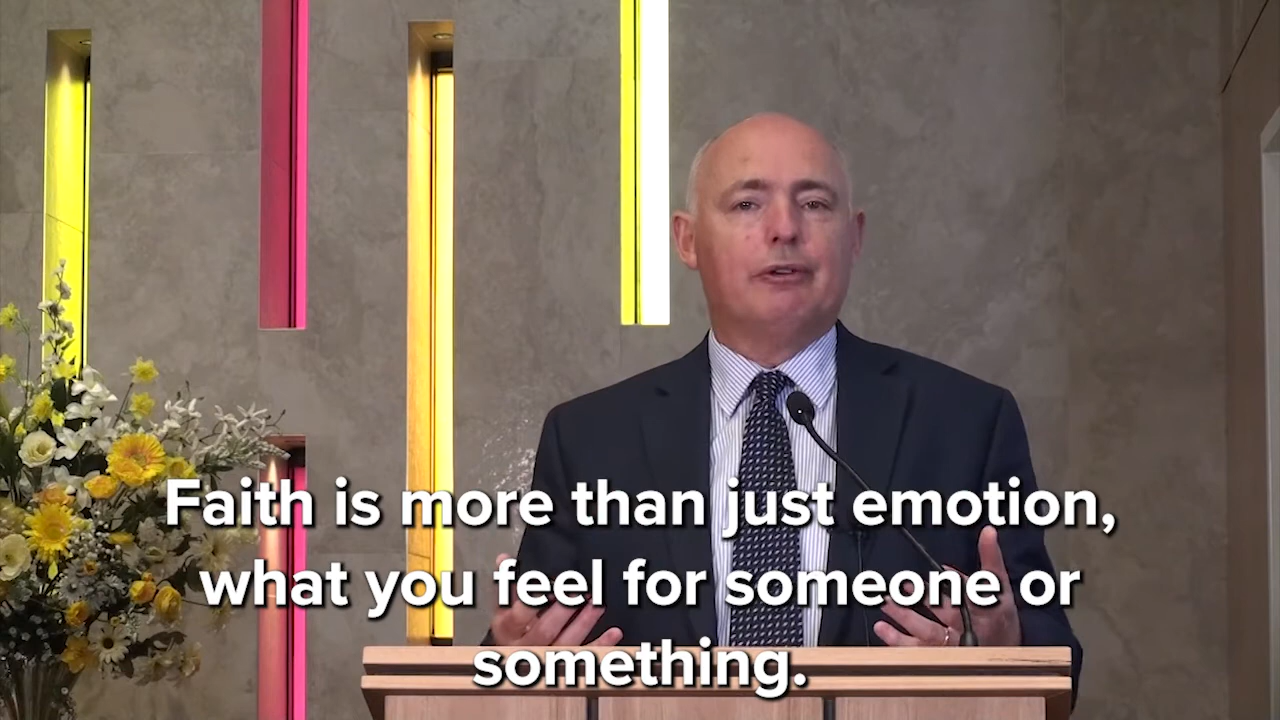 Faith is more than just emotion,
what you feel for someone or
something.